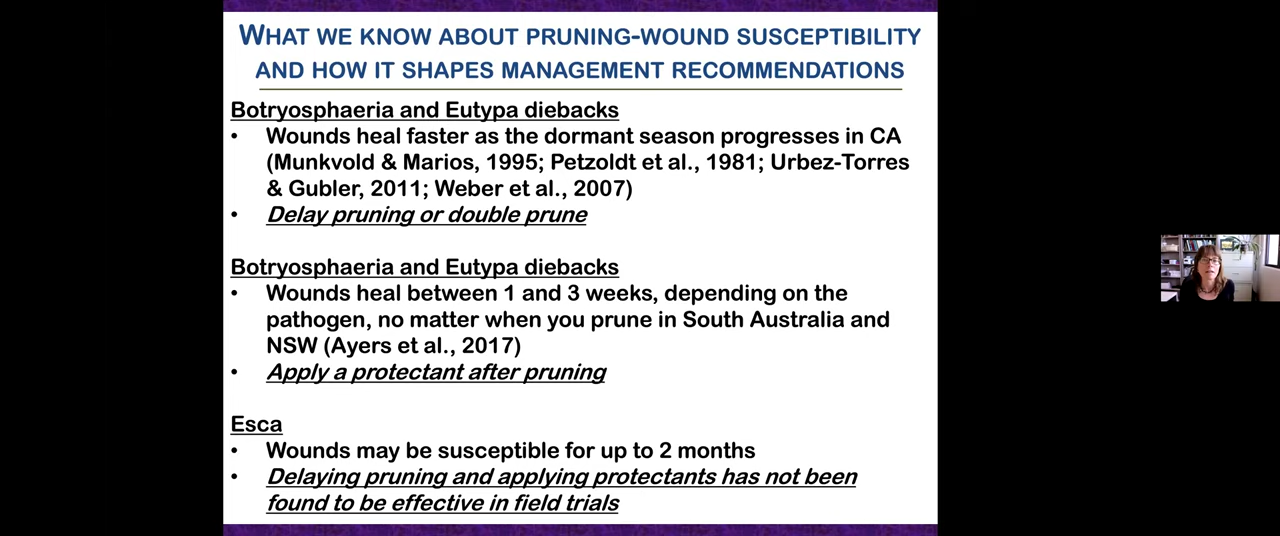 WHAT WE KNOW ABOUT PRUNING-WOUND SUSCEPTIBILITY
AND HOW IT SHAPES MANAGEMENT RECOMMENDATIONS
Botryosphaeria and Eutypa diebacks
• Wounds heal faster as the dormant season progresses in CA
(Munkvold & Marios, 1995; Petzoldt et al., 1981; Urbez-Torres
& Gubler, 2011; Weber et al., 2007)
• Delay pruning or double prune
Botryosphaeria and Eutypa diebacks
• Wounds heal between 1 and 3 weeks, depending on the
pathogen, no matter when you prune in South Australia and
NSW (Ayers et al., 2017)
• Apply a protectant after pruning
Esca
• Wounds may be susceptible for up to 2 months
• Delaying pruning and applying protectants has not been
found to be effective in field trials